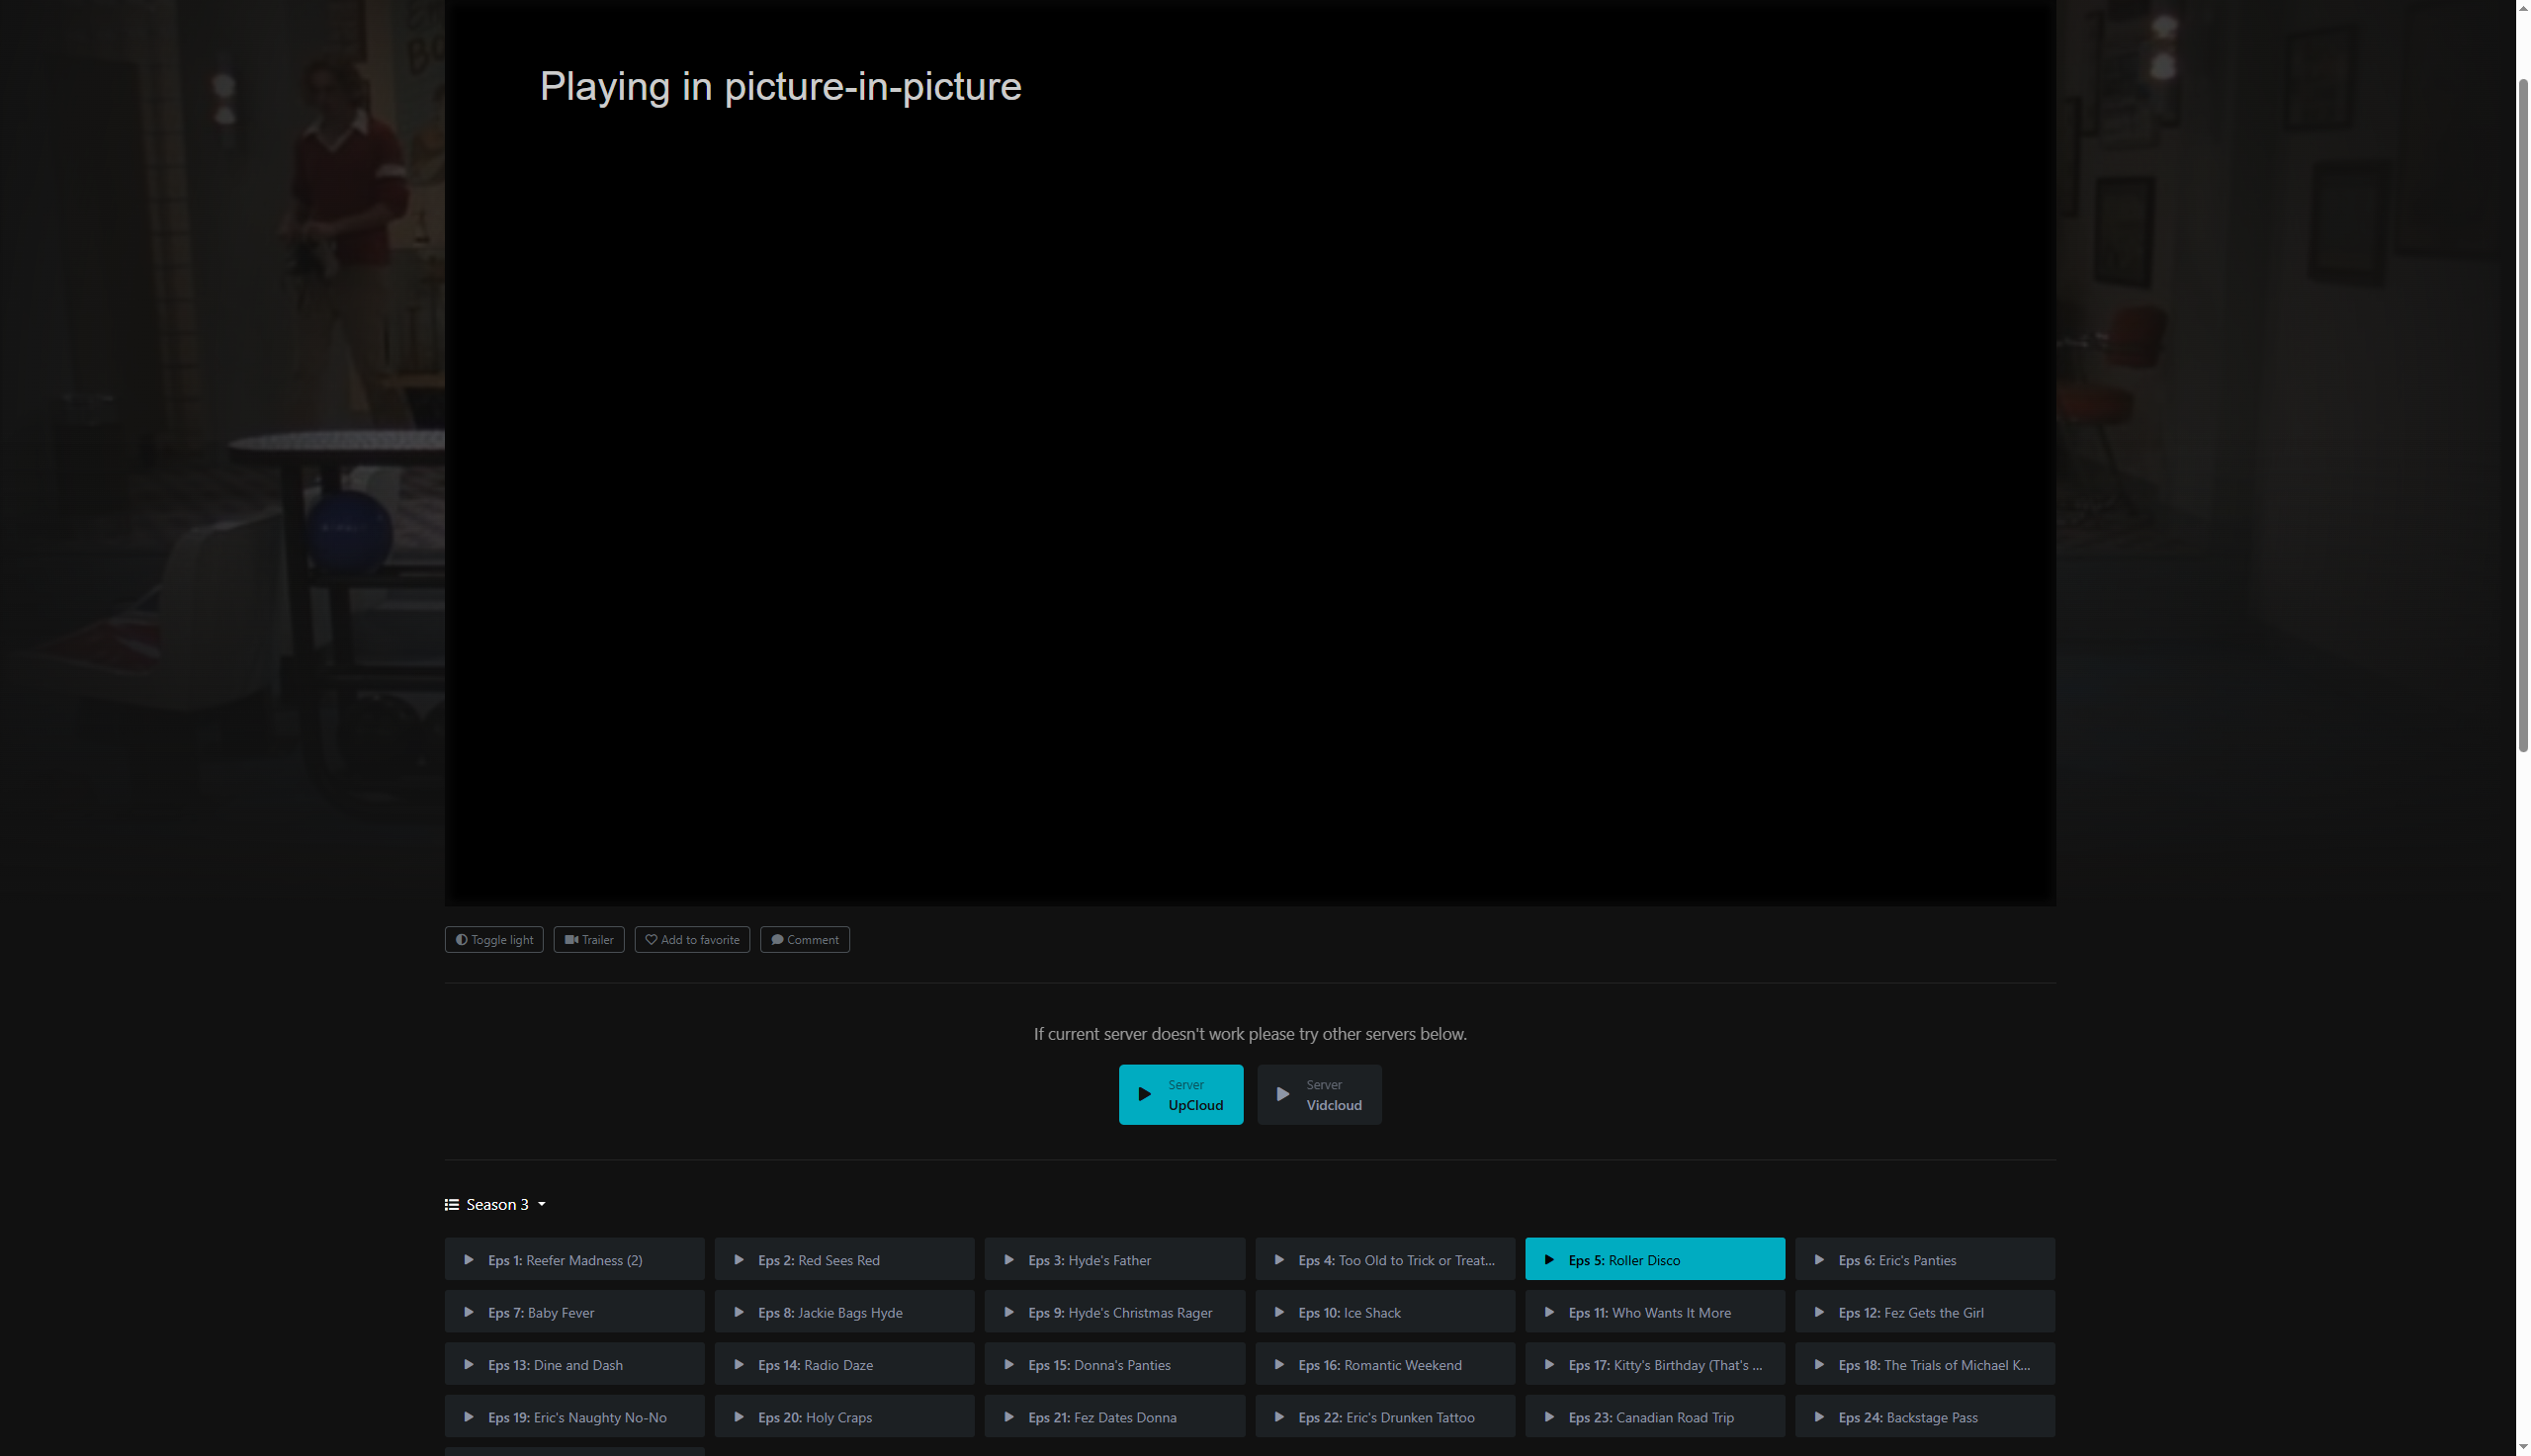 Playing in picture-in-picture
Toggle light
Trailer
Add to favorite
Comment
If current server doesn't work please try other servers below.
Server
UpCloud
Server
Vidcloud
Season 3
Eps 1: Reefer Madness (2)
Eps 2: Red Sees Red
Eps 3: Hyde's Father
Eps 4: Too Old to Trick or Treat...
Eps 5: Roller Disco
Eps 6: Eric's Panties
Eps 7: Baby Fever
Eps 8: Jackie Bags Hyde
Eps 9: Hyde's Christmas Rager
Eps 10: Ice Shack
Eps 11: Who Wants It More
Eps 12: Fez Gets the Girl
Eps 13: Dine and Dash
Eps 14: Radio Daze
Eps 15: Donna's Panties
Eps 16: Romantic Weekend
Eps 17: Kitty's Birthday (That's ...
Eps 18: The Trials of Michael K...
Eps 19: Eric's Naughty No-No
Eps 20: Holy Craps
Eps 21: Fez Dates Donna
Eps 22: Eric's Drunken Tattoo
Eps 23: Canadian Road Trip
Eps 24: Backstage Pass